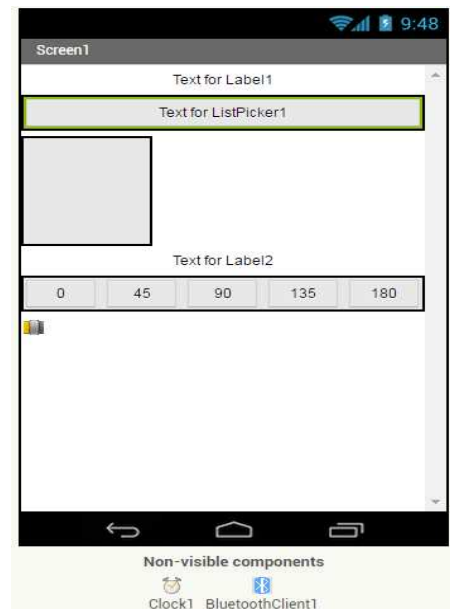 9:48
Screen1
Text for Label1
Text for ListPicker1
Text for Label2
0 45 90 135 180
Non-visible components
Clock1 BluetoothClient1